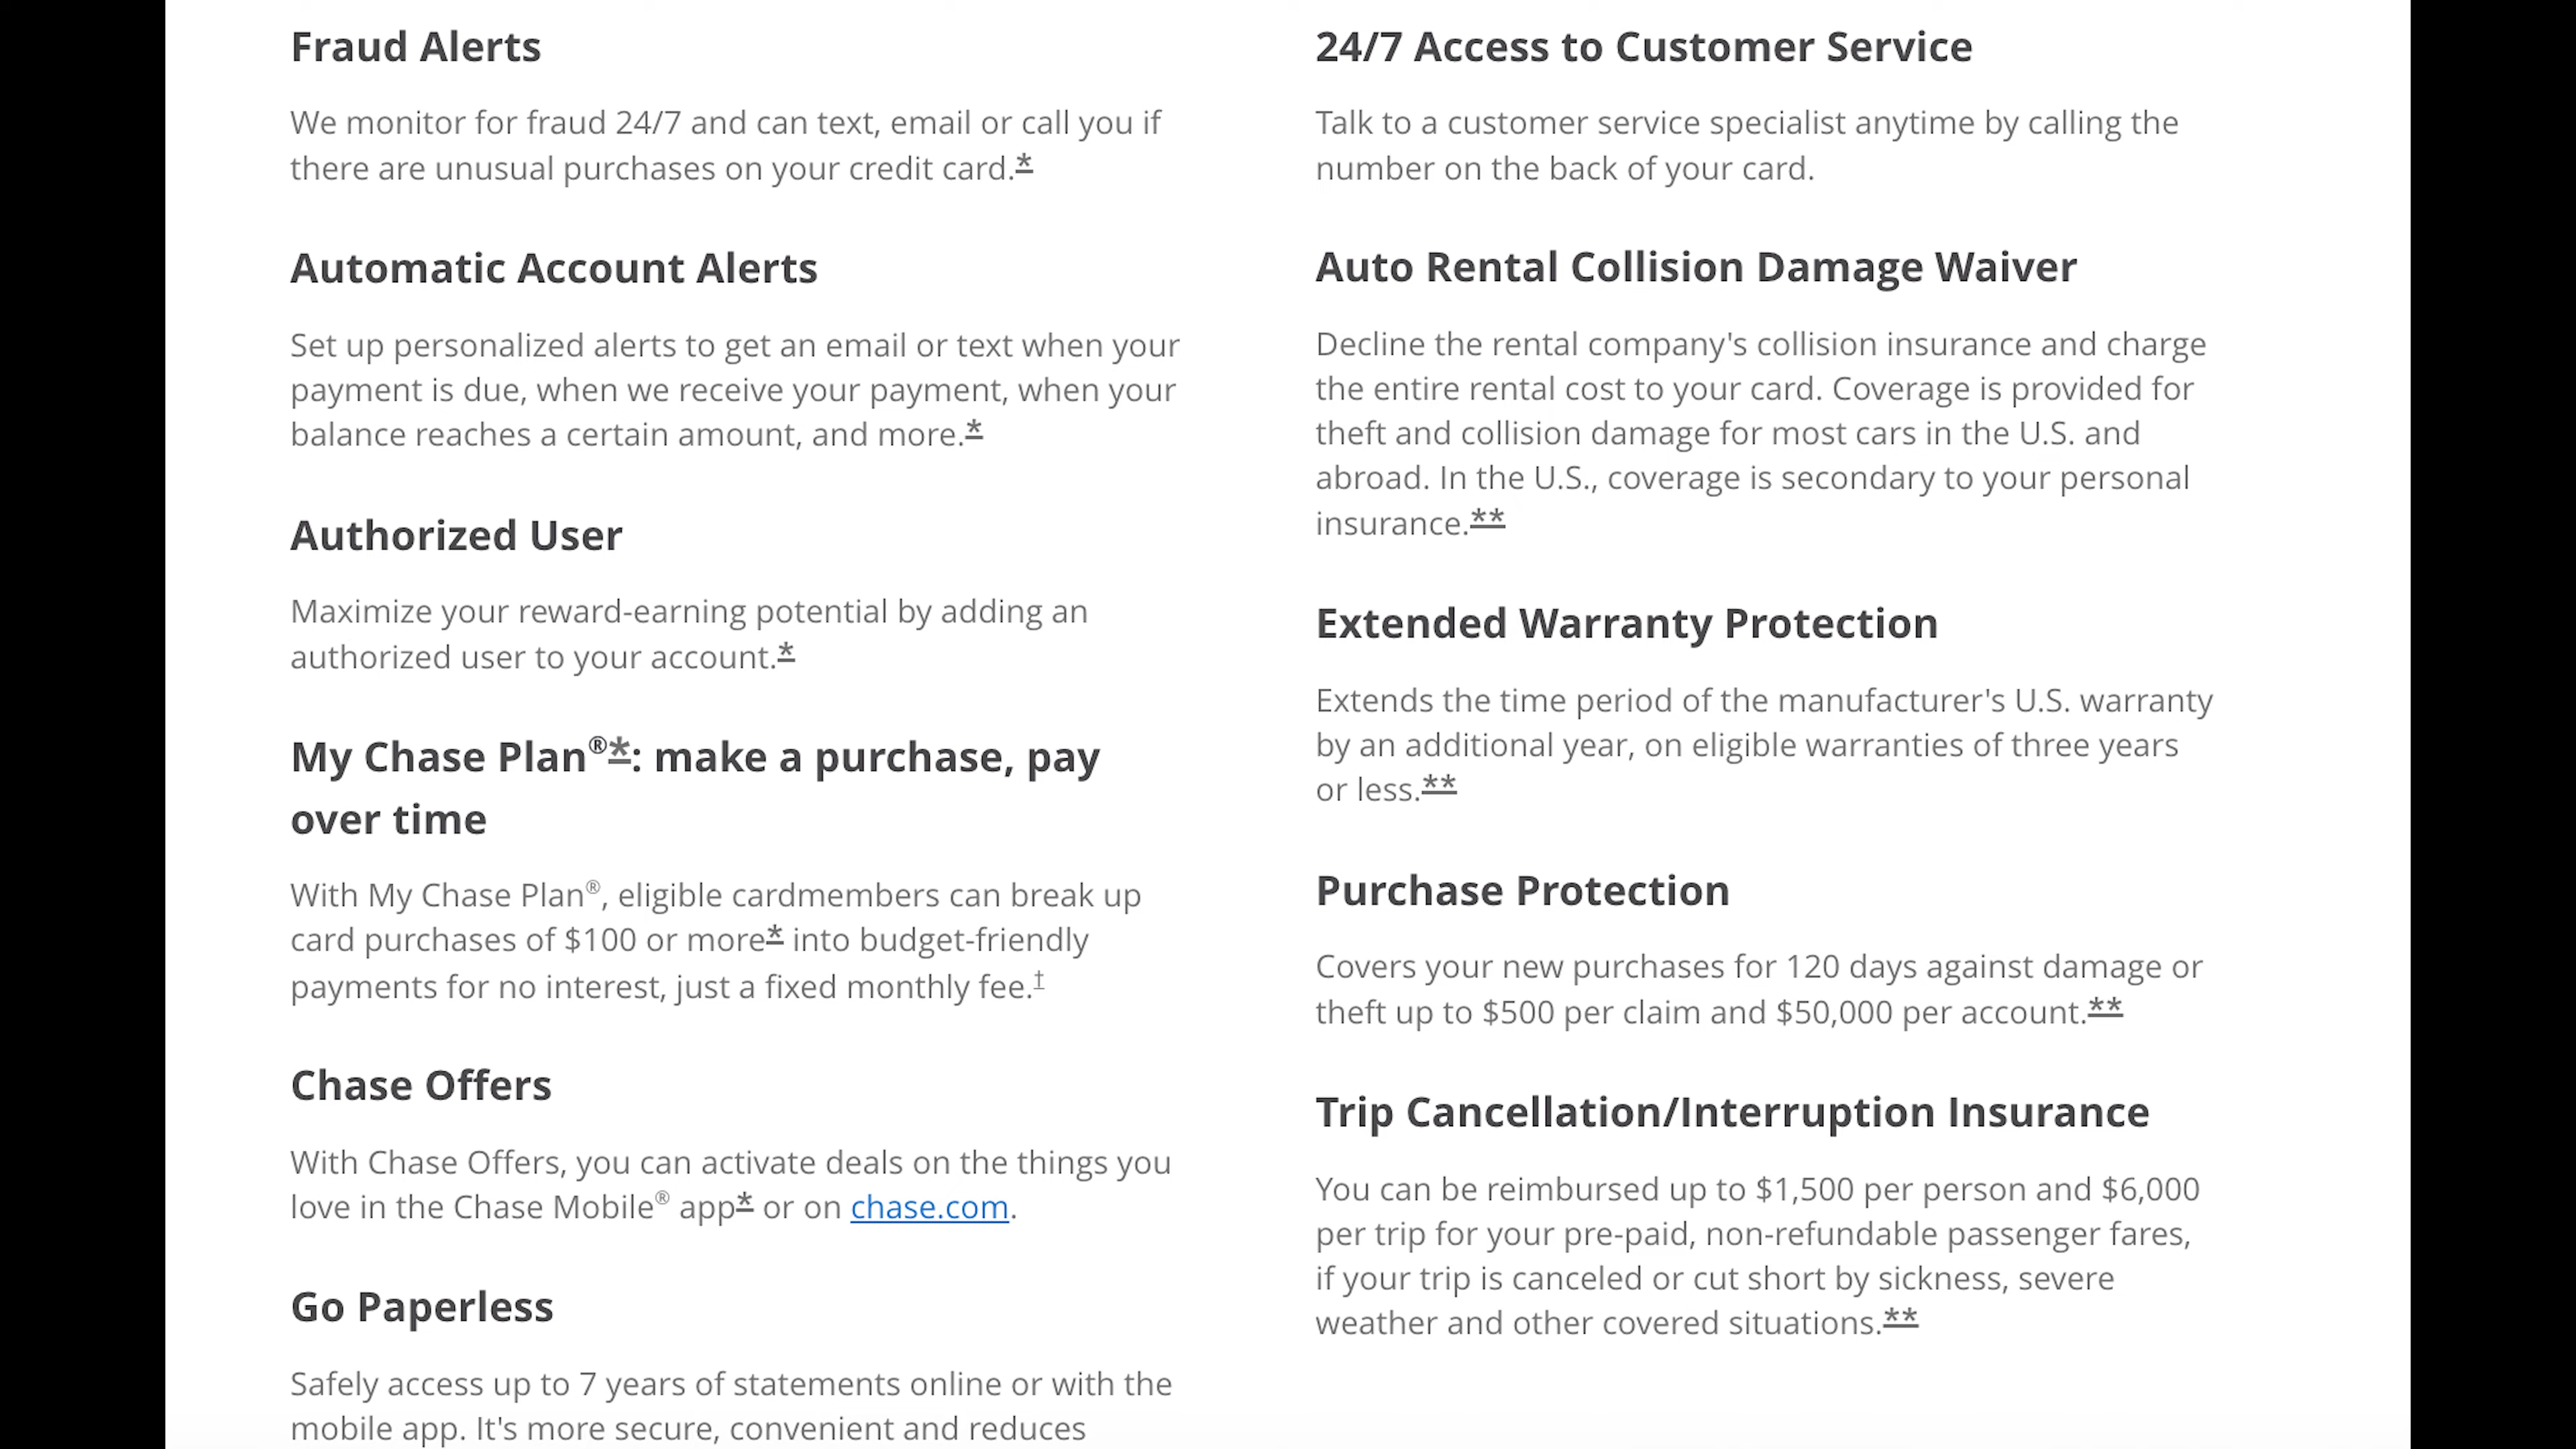 Fraud Alerts
We monitor for fraud 24/7 and can text, email or call you if
there are unusual purchases on your credit card.*
Automatic Account Alerts
Set up personalized alerts to get an email or text when your
payment is due, when we receive your payment, when your
balance reaches a certain amount, and more.*
Authorized User
Maximize your reward-earning potential by adding an
authorized user to your account.*
My Chase Plan®*: make a purchase, pay
over time
With My Chase Plan®, eligible cardmembers can break up
card purchases of $100 or more* into budget-friendly
payments for no interest, just a fixed monthly fee.†
Chase Offers
With Chase Offers, you can activate deals on the things you
love in the Chase Mobile® app* or on chase.com.
Go Paperless
Safely access up to 7 years of statements online or with the
mobile app. It's more secure, convenient and reduces
24/7 Access to Customer Service
Talk to a customer service specialist anytime by calling the
number on the back of your card.
Auto Rental Collision Damage Waiver
Decline the rental company's collision insurance and charge
the entire rental cost to your card. Coverage is provided for
theft and collision damage for most cars in the U.S. and
abroad. In the U.S., coverage is secondary to your personal
insurance.**
Extended Warranty Protection
Extends the time period of the manufacturer's U.S. warranty
by an additional year, on eligible warranties of three years
or less.**
Purchase Protection
Covers your new purchases for 120 days against damage or
theft up to $500 per claim and $50,000 per account.**
Trip Cancellation/Interruption Insurance
You can be reimbursed up to $1,500 per person and $6,000
per trip for your pre-paid, non-refundable passenger fares,
if your trip is canceled or cut short by sickness, severe
weather and other covered situations.**